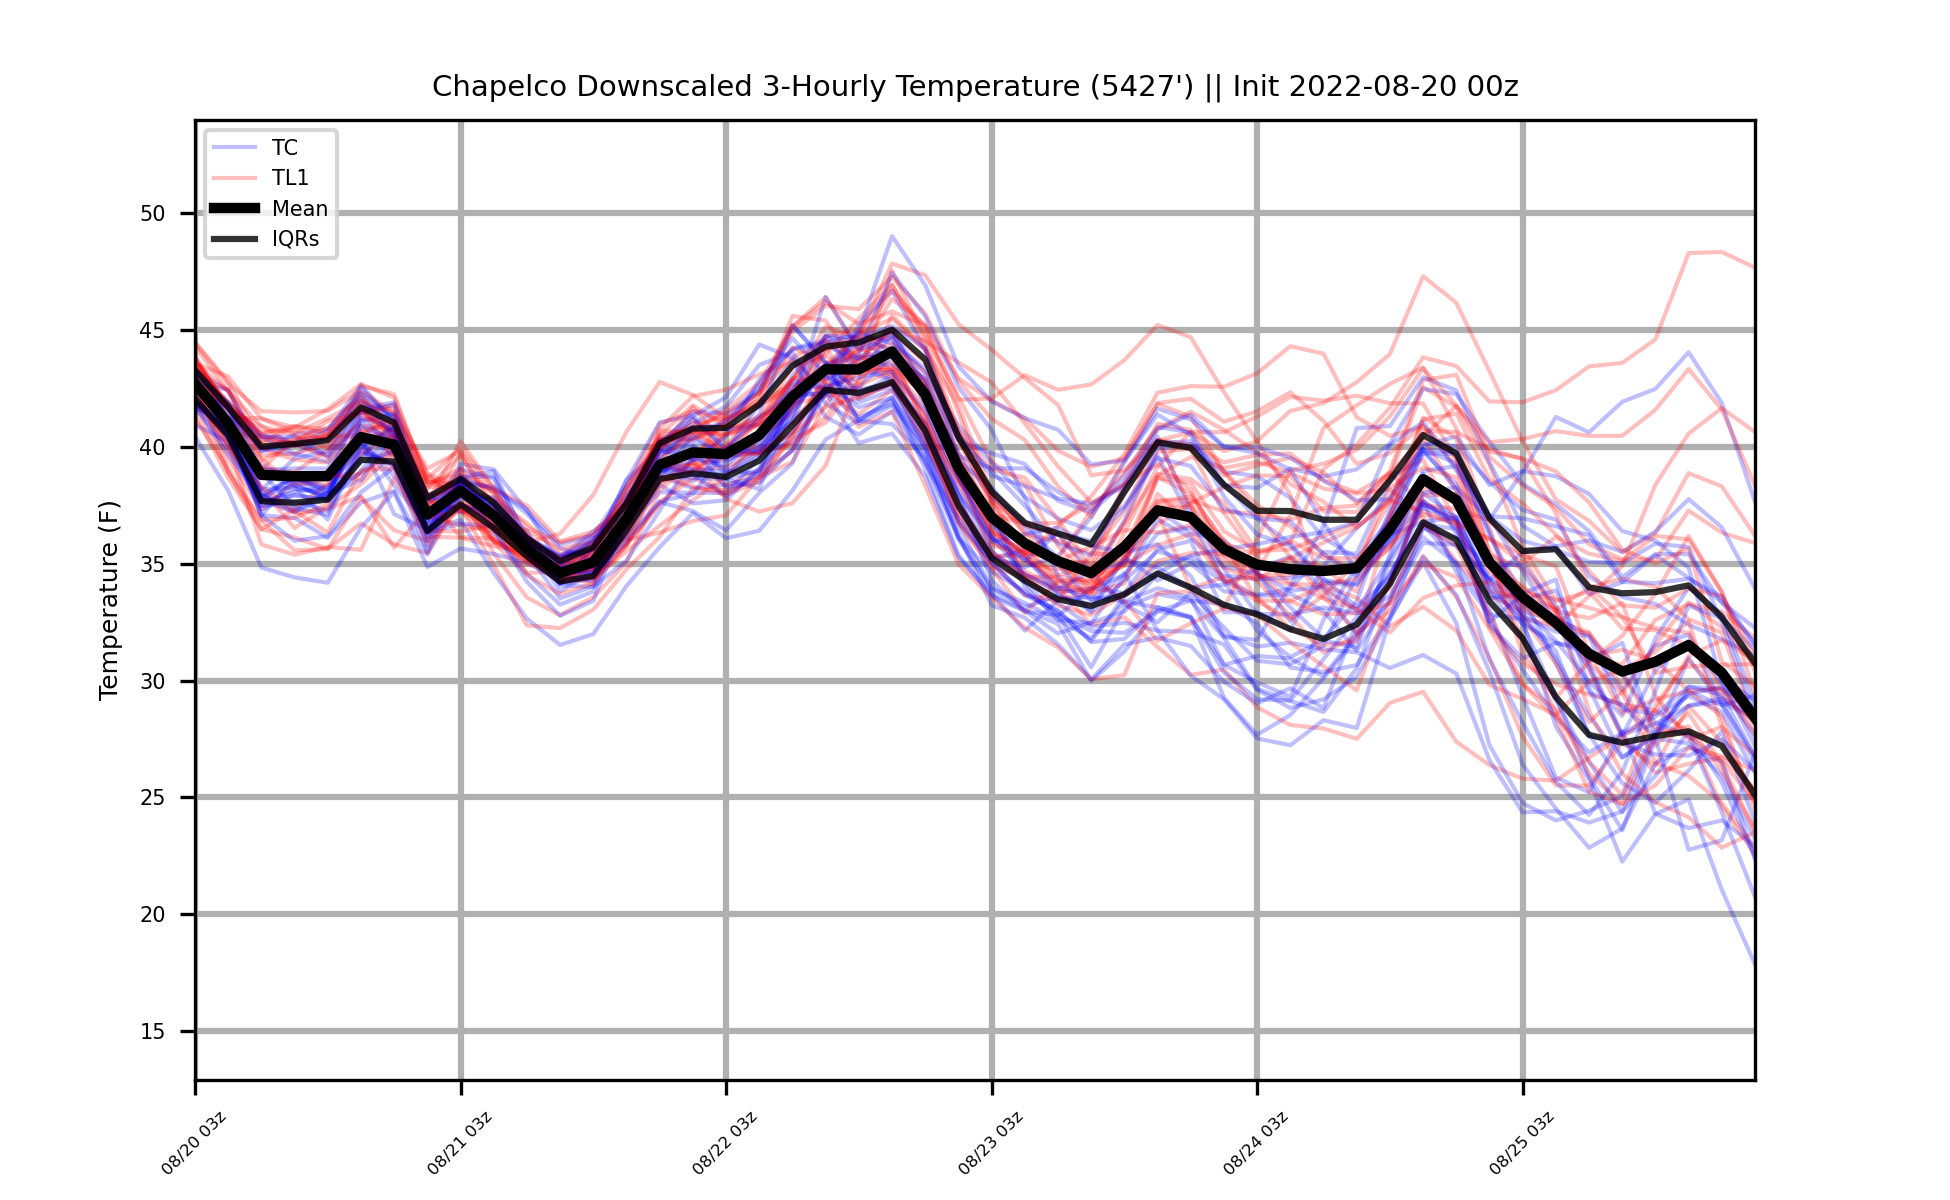 Chapelco Downscaled 3-Hourly Temperature (5427') || Init 2022-08-20 00z
TC
TL1
Mean
IQRs
Temperature (F)
50
45
40
35
30
25
20
15
08/20 03z
08/21 03z
08/22 03z
08/23 03z
08/24 03z
08/25 03z